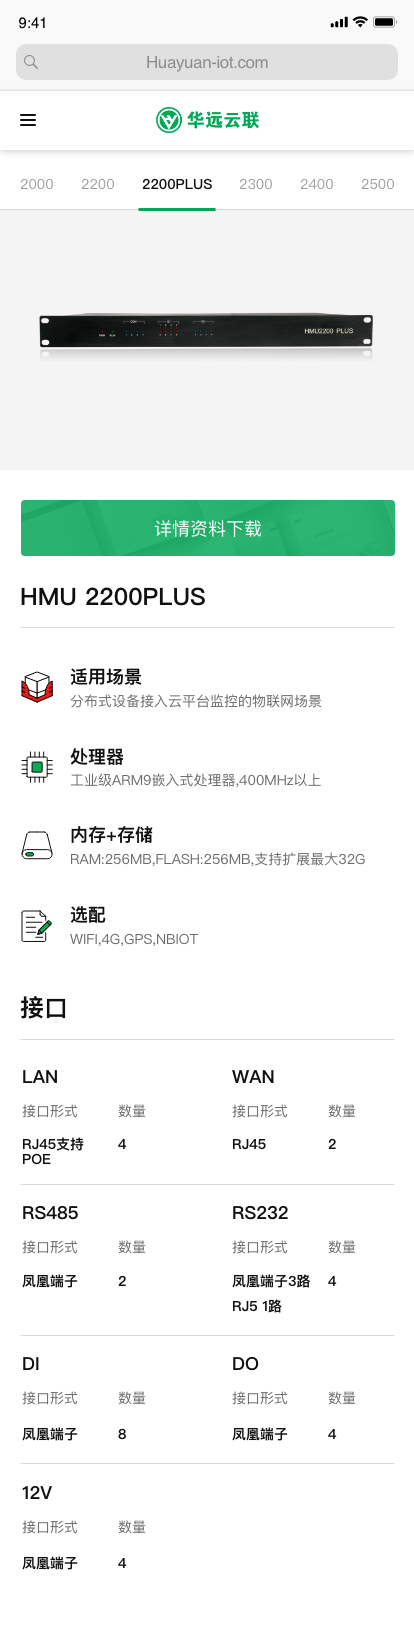 9:41
Huayuan-iot.com
华远云联
2000 2200 2200PLUS 2300 2400 2500
HMU2200 PLUS
详情资料下载
HMU 2200PLUS
适用场景
分布式设备接入云平台监控的物联网场景
处理器
工业级ARM9嵌入式处理器,400MHz以上
内存+存储
RAM:256MB,FLASH:256MB,支持扩展最大32G
选配
WIFI,4G,GPS,NBIOT
接口
LAN WAN
接口形式 数量 接口形式 数量
RJ45支持 4 RJ45 2
POE
RS485 RS232
接口形式 数量 接口形式 数量
凤凰端子 2 凤凰端子3路 4
RJ5 1路
DI DO
接口形式 数量 接口形式 数量
凤凰端子 8 凤凰端子 4
12V
接口形式 数量
凤凰端子 4